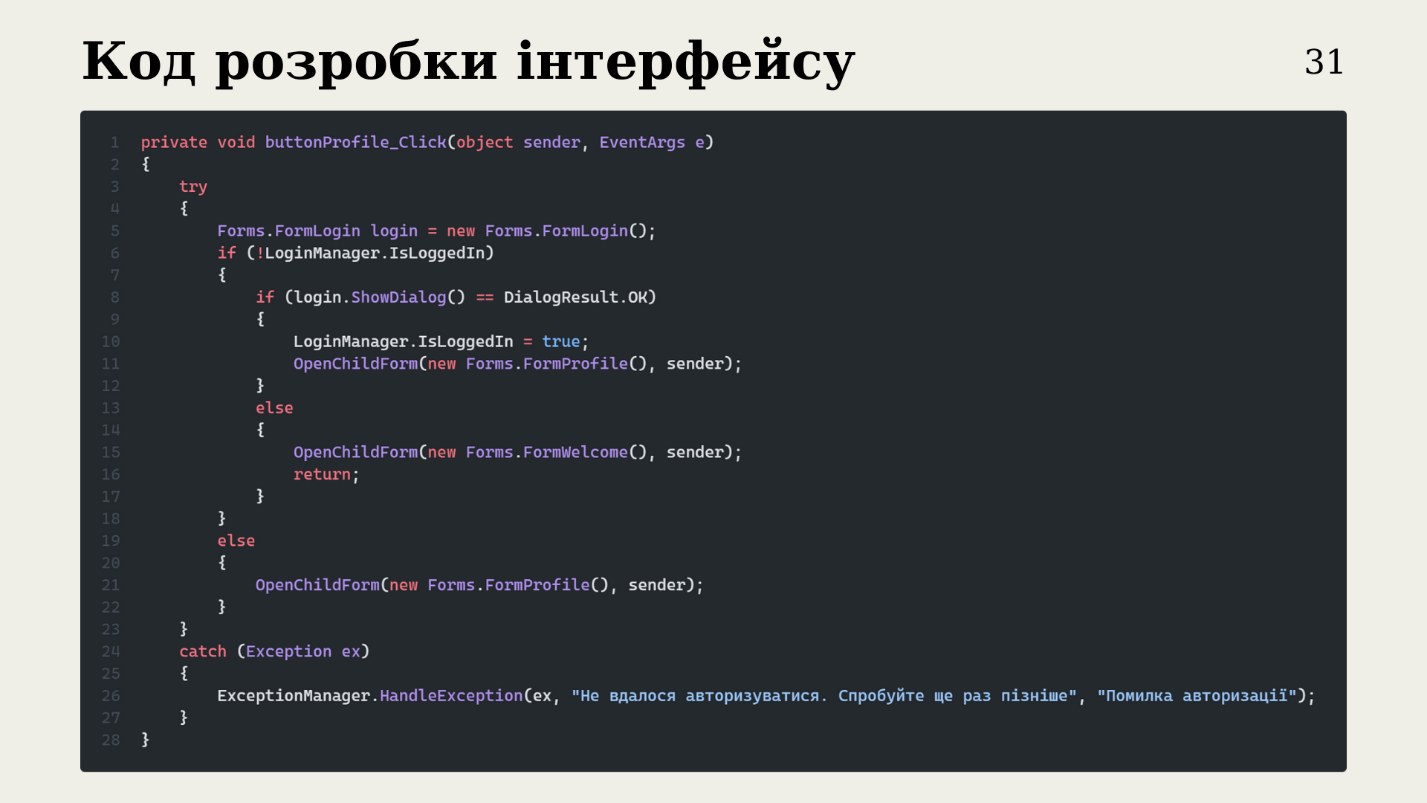 Код розробки інтерфейсу
31
1 private void buttonProfile_Click(object sender, EventArgs e)
2 {
3     try
4     {
5         Forms.FormLogin login = new Forms.FormLogin();
6         if (!LoginManager.IsLoggedIn)
7         {
8             if (login.ShowDialog() == DialogResult.OK)
9             {
10                 LoginManager.IsLoggedIn = true;
11                 OpenChildForm(new Forms.FormProfile(), sender);
12             }
13             else
14             {
15                 OpenChildForm(new Forms.FormWelcome(), sender);
16                 return;
17             }
18         }
19         else
20         {
21             OpenChildForm(new Forms.FormProfile(), sender);
22         }
23     }
24     catch (Exception ex)
25     {
26         ExceptionManager.HandleException(ex, "Не вдалося авторизуватися. Спробуйте ще раз пізніше", "Помилка авторизації");
27     }
28 }